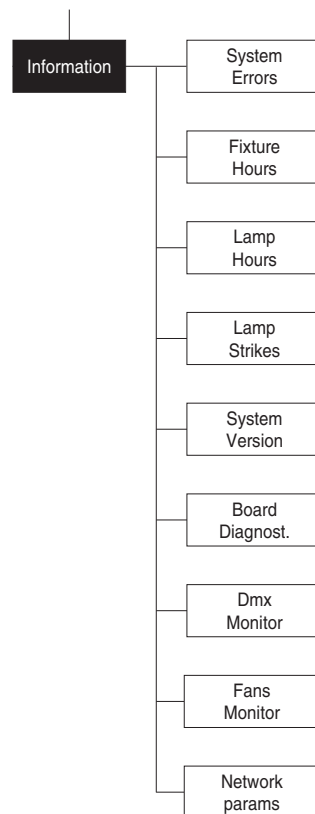 Information
System
Errors
Fixture
Hours
Lamp
Hours
Lamp
Strikes
System
Version
Board
Diagnost.
Dmx
Monitor
Fans
Monitor
Network
params